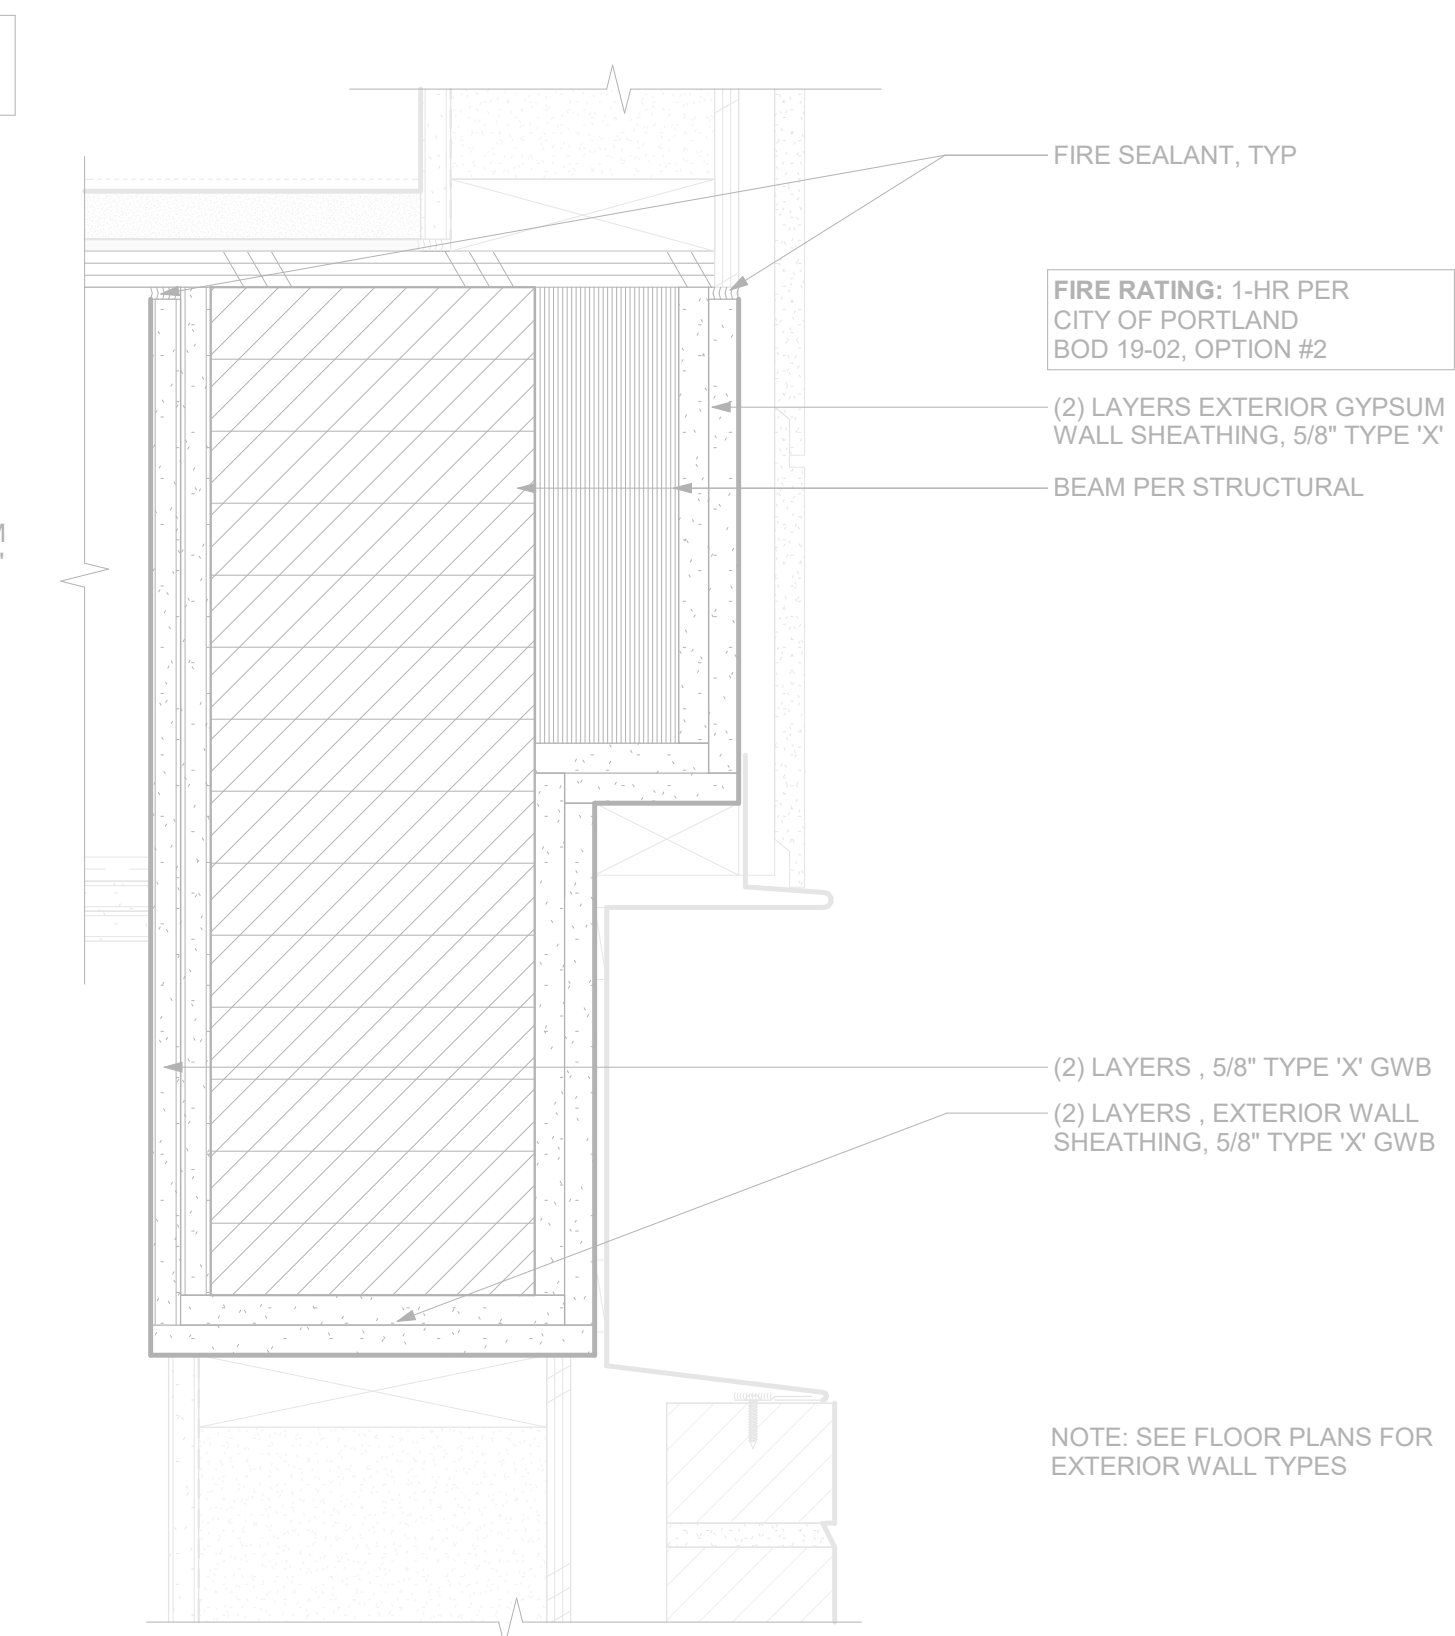 FIRE SEALANT, TYP
FIRE RATING: 1-HR PER
CITY OF PORTLAND
BOD 19-02, OPTION #2
(2) LAYERS EXTERIOR GYPSUM
WALL SHEATHING, 5/8" TYPE 'X'
BEAM PER STRUCTURAL
(2) LAYERS , 5/8" TYPE 'X' GWB
(2) LAYERS , EXTERIOR WALL
SHEATHING, 5/8" TYPE 'X' GWB
NOTE: SEE FLOOR PLANS FOR
EXTERIOR WALL TYPES